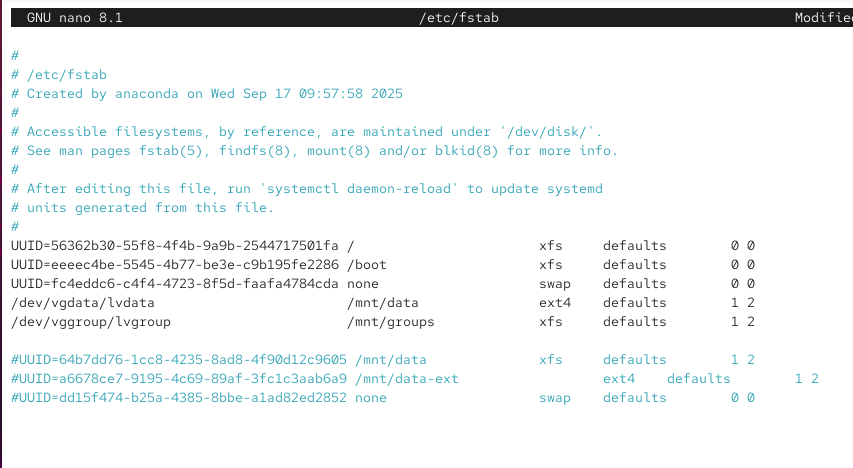 GNU nano 8.1 /etc/fstab Modified
#
# /etc/fstab
# Created by anaconda on Wed Sep 17 09:57:58 2025
#
# Accessible filesystems, by reference, are maintained under '/dev/disk/'.
# See man pages fstab(5), findfs(8), mount(8) and/or blkid(8) for more info.
#
# After editing this file, run 'systemctl daemon-reload' to update systemd
# units generated from this file.
#
UUID=56362b30-55f8-4f4b-9a9b-2544717501fa / xfs defaults 0 0
UUID=eeeec4be-5545-4b77-be3e-c9b195fe2286 /boot xfs defaults 0 0
UUID=fc4eddc6-c4f4-4723-8f5d-faafa4784cda none swap defaults 0 0
/dev/vgdata/lvdata /mnt/data ext4 defaults 1 2
/dev/vggroup/lvgroup /mnt/groups xfs defaults 1 2
#UUID=64b7dd76-1cc8-4235-8ad8-4f90d12c9605 /mnt/data xfs defaults 1 2
#UUID=a6678ce7-9195-4c69-89af-3fc1c3aab6a9 /mnt/data-ext ext4 defaults 1 2
#UUID=dd15f474-b25a-4385-8bbe-a1ad82ed2852 none swap defaults 0 0